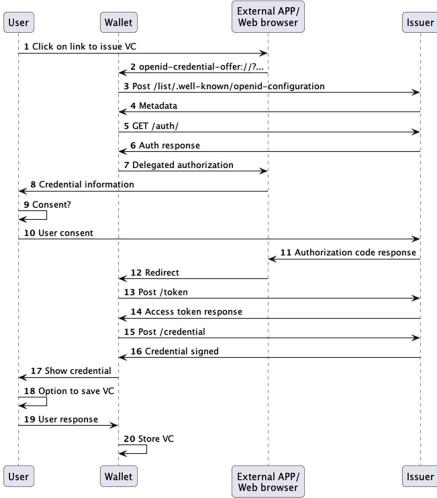 User
Wallet
External APP/
Web browser
Issuer
1 Click on link to issue VC
2 openid-credential-offer://?...
3 Post /list/.well-known/openid-configuration
4 Metadata
5 GET /auth/
6 Auth response
7 Delegated authorization
8 Credential information
9 Consent?
10 User consent
11 Authorization code response
12 Redirect
13 Post /token
14 Access token response
15 Post /credential
16 Credential signed
17 Show credential
18 Option to save VC
19 User response
20 Store VC
User
Wallet
External APP/
Web browser
Issuer